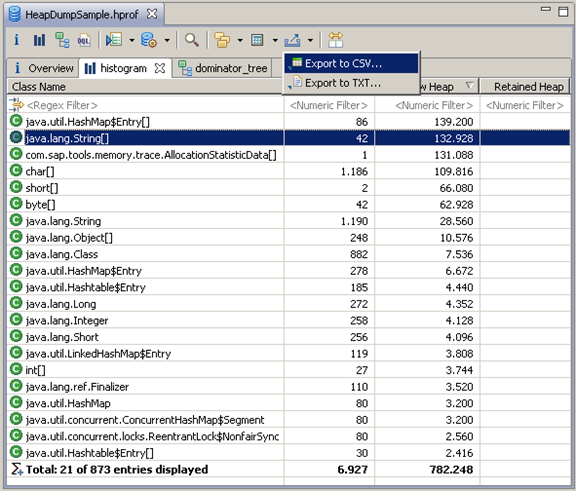 HeapDumpSample.hprof
Overview histogram dominator_tree
Export to CSV...
Export to TXT...
Class Name w Heap Retained Heap
<Regex Filter> <Numeric Filter> <Numeric Filter> <Numeric Filter>
java.util.HashMap$Entry[] 86 139.200
java.lang.String[] 42 132.928
com.sap.tools.memory.trace.AllocationStatisticData[] 1 131.088
char[] 1.186 109.816
short[] 2 66.080
byte[] 42 62.928
java.lang.String 1.190 28.560
java.lang.Object[] 248 10.576
java.lang.Class 882 7.536
java.util.HashMap$Entry 278 6.672
java.util.Hashtable$Entry 185 4.440
java.lang.Long 272 4.352
java.lang.Integer 258 4.128
java.lang.Short 256 4.096
java.util.LinkedHashMap$Entry 119 3.808
int[] 27 3.744
java.lang.ref.Finalizer 110 3.520
java.util.HashMap 80 3.200
java.util.concurrent.ConcurrentHashMap$Segment 80 3.200
java.util.concurrent.locks.ReentrantLock$NonfairSync 80 2.560
java.util.Hashtable$Entry[] 30 2.416
Total: 21 of 873 entries displayed 6.927 782.248